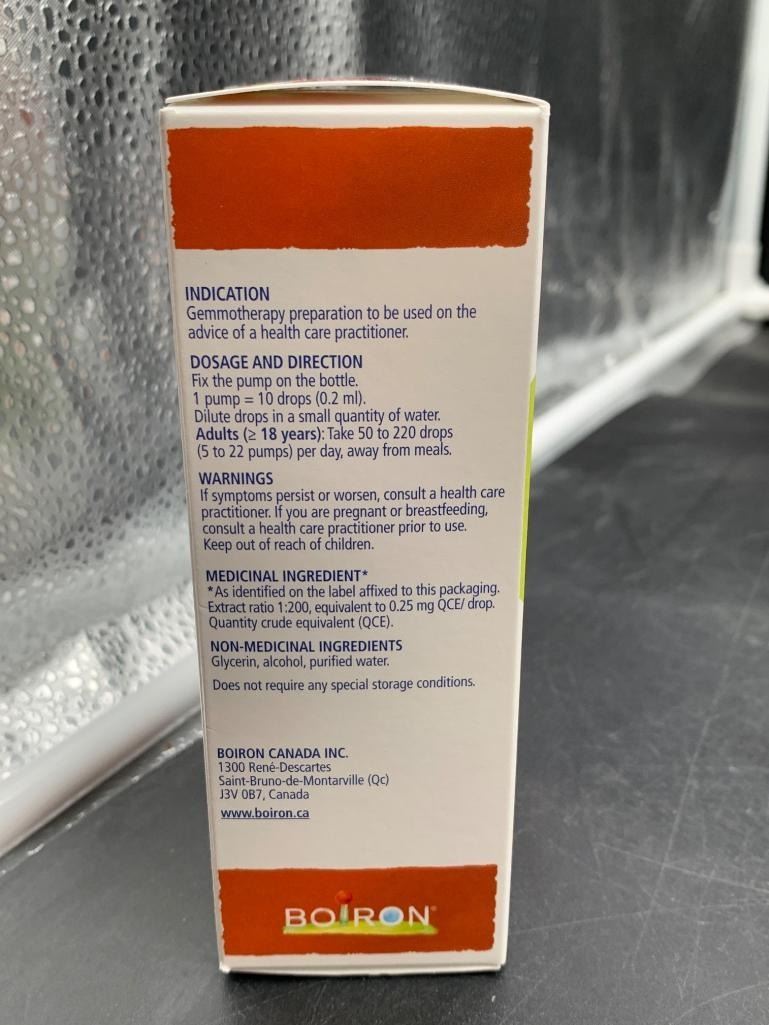 INDICATION
Gemmotherapy preparation to be used on the
advice of a health care practitioner.
DOSAGE AND DIRECTION
Fix the pump on the bottle.
1 pump = 10 drops (0.2 ml).
Dilute drops in a small quantity of water.
Adults (≥ 18 years): Take 50 to 220 drops
(5 to 22 pumps) per day, away from meals.
WARNINGS
If symptoms persist or worsen, consult a health care
practitioner. If you are pregnant or breastfeeding,
consult a health care practitioner prior to use.
Keep out of reach of children.
MEDICINAL INGREDIENT*
*As identified on the label affixed to this packaging.
Extract ratio 1:200, equivalent to 0.25 mg QCE/ drop.
Quantity crude equivalent (QCE).
NON-MEDICINAL INGREDIENTS
Glycerin, alcohol, purified water.
Does not require any special storage conditions.
BOIRON CANADA INC.
1300 René-Descartes
Saint-Bruno-de-Montarville (Qc)
J3V 0B7, Canada
www.boiron.ca
BOIRON®